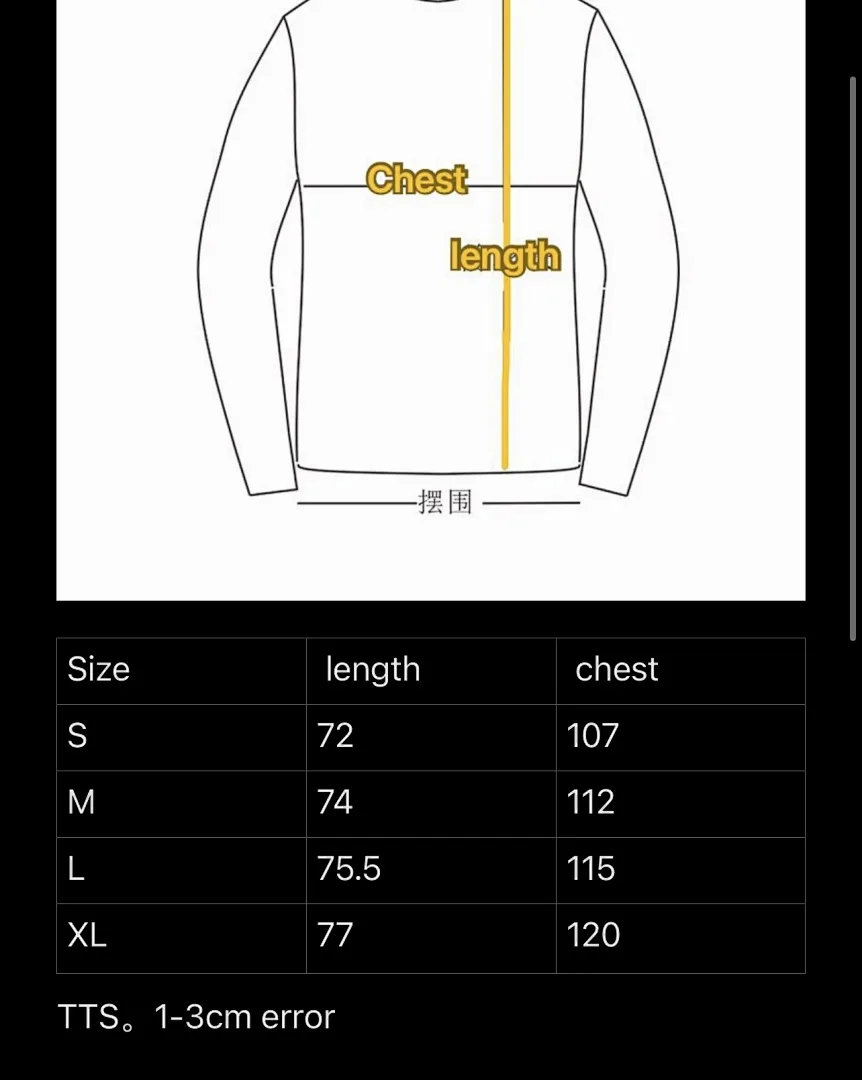 Chest
length
摆围
Size length chest
S 72 107
M 74 112
L 75.5 115
XL 77 120
TTS。1-3cm error